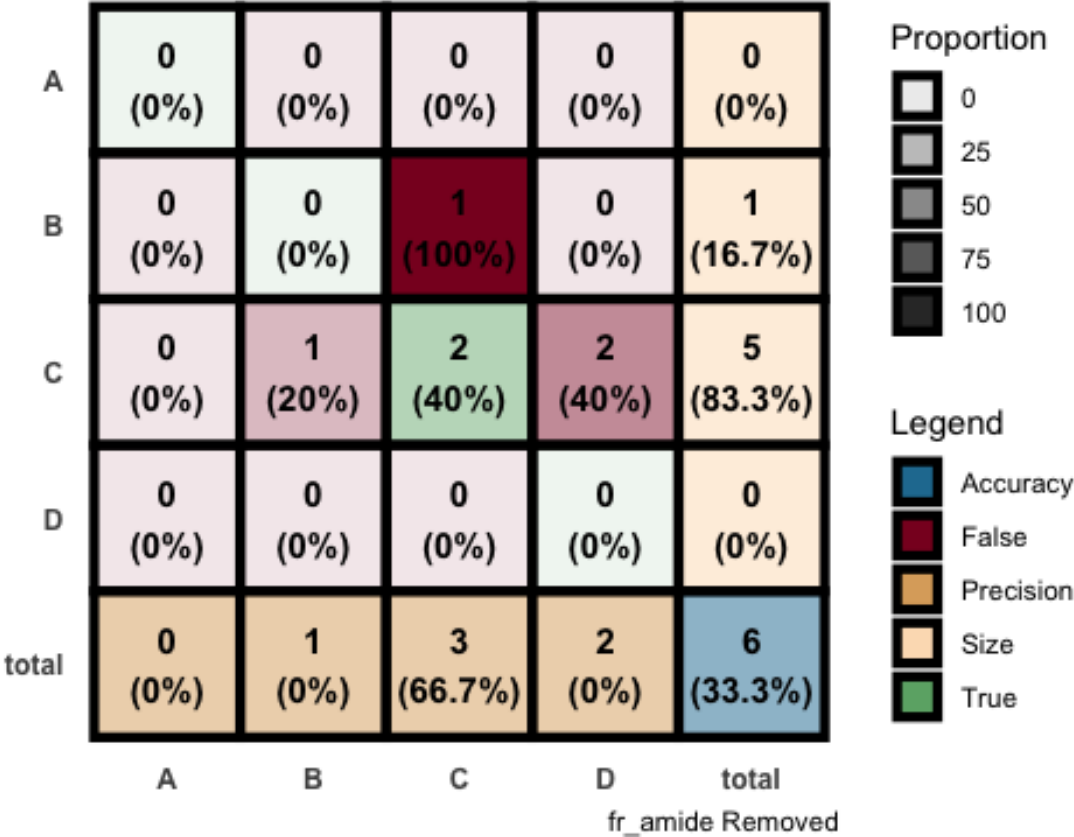 A 0 0 0 0 0
(0%) (0%) (0%) (0%) (0%)
B 0 0 1 0 1
(0%) (0%) (100%) (0%) (16.7%)
C 0 1 2 2 5
(0%) (20%) (40%) (40%) (83.3%)
D 0 0 0 0 0
(0%) (0%) (0%) (0%) (0%)
total 0 1 3 2 6
(0%) (0%) (66.7%) (0%) (33.3%)
A B C D total
fr_amide Removed
Proportion
0
25
50
75
100
Legend
Accuracy
False
Precision
Size
True